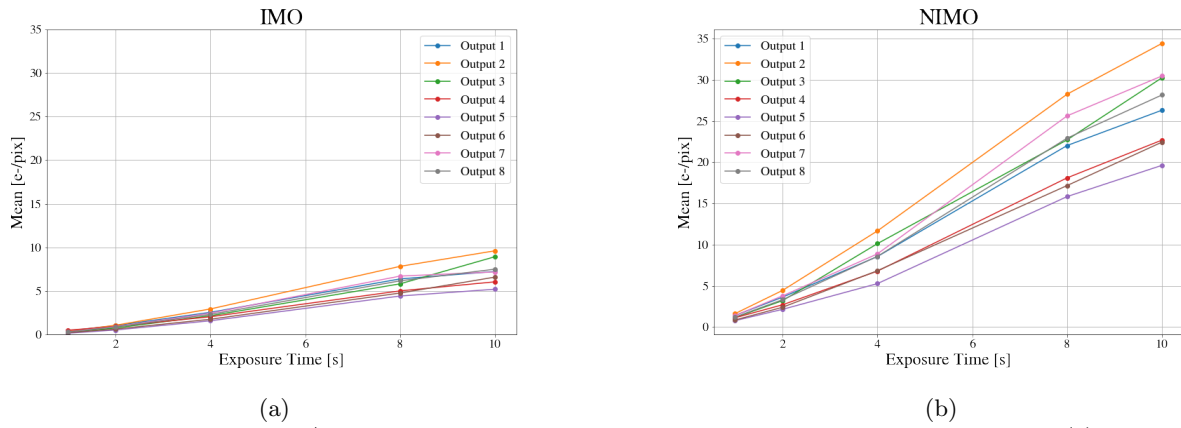 IMO
35
30
25
20
15
10
5
0
Mean [e-/pix]
Output 1
Output 2
Output 3
Output 4
Output 5
Output 6
Output 7
Output 8
2
4
6
8
10
Exposure Time [s]
(a)
NIMO
35
30
25
20
15
10
5
0
Mean [e-/pix]
Output 1
Output 2
Output 3
Output 4
Output 5
Output 6
Output 7
Output 8
2
4
6
8
10
Exposure Time [s]
(b)